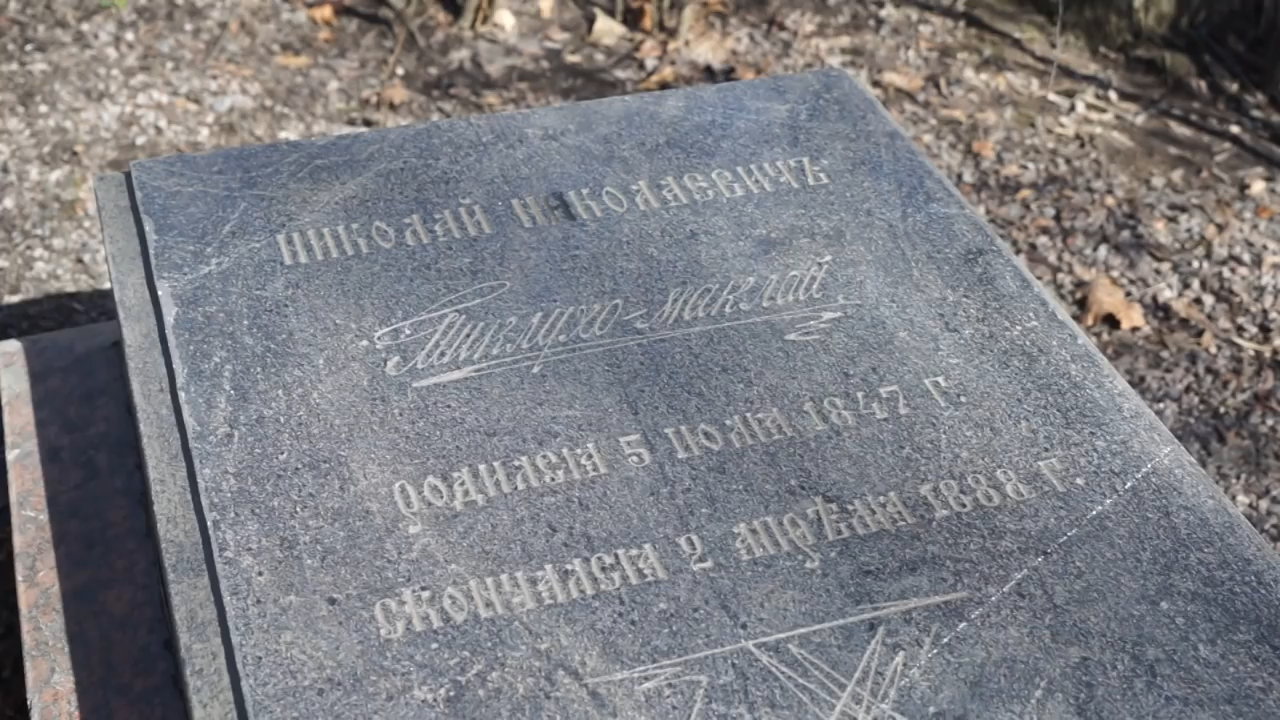 НИКОЛАЙ НИКОЛАЕВИЧЪ
Миклухо-Маклай
РОДИЛСЯ 5 ІЮЛЯ 1847 Г.
СКОНЧАЛСЯ 2 АПРѢЛЯ 1888 Г.